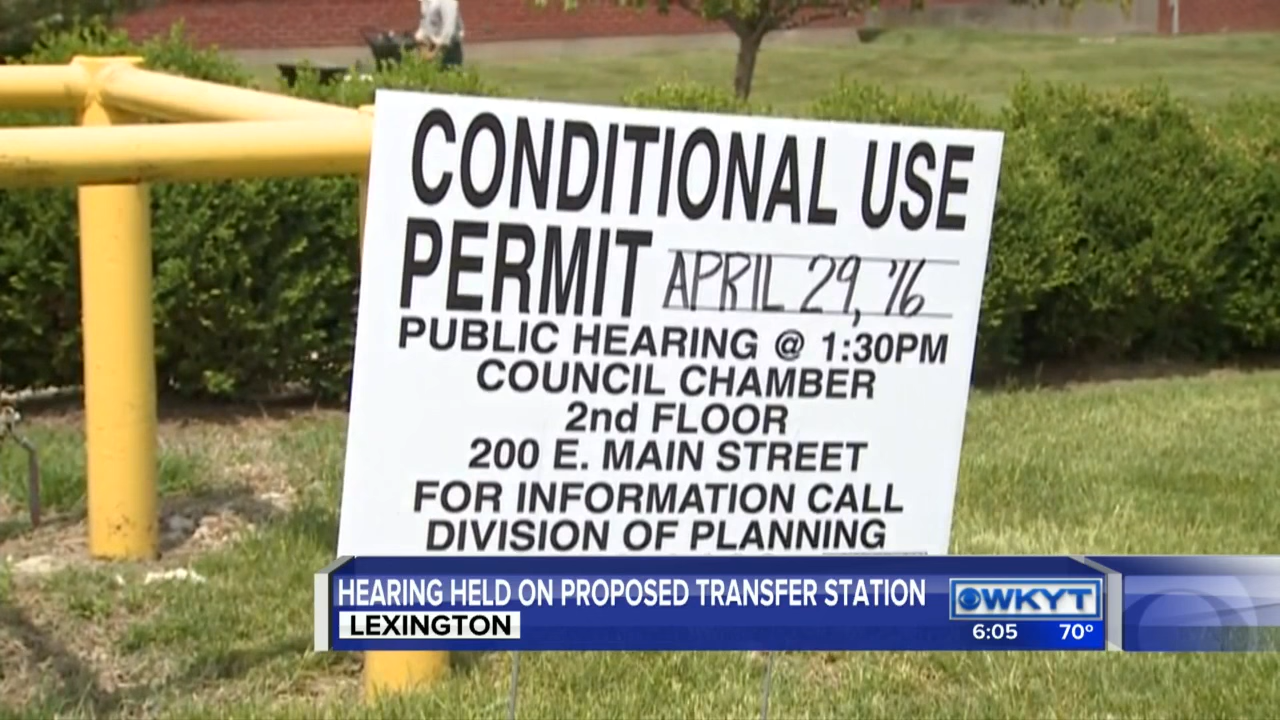 CONDITIONAL USE
PERMIT APRIL 29, '16
PUBLIC HEARING @ 1:30PM
COUNCIL CHAMBER
2nd FLOOR
200 E. MAIN STREET
FOR INFORMATION CALL
DIVISION OF PLANNING
HEARING HELD ON PROPOSED TRANSFER STATION
WKYT
LEXINGTON
6:05 70°